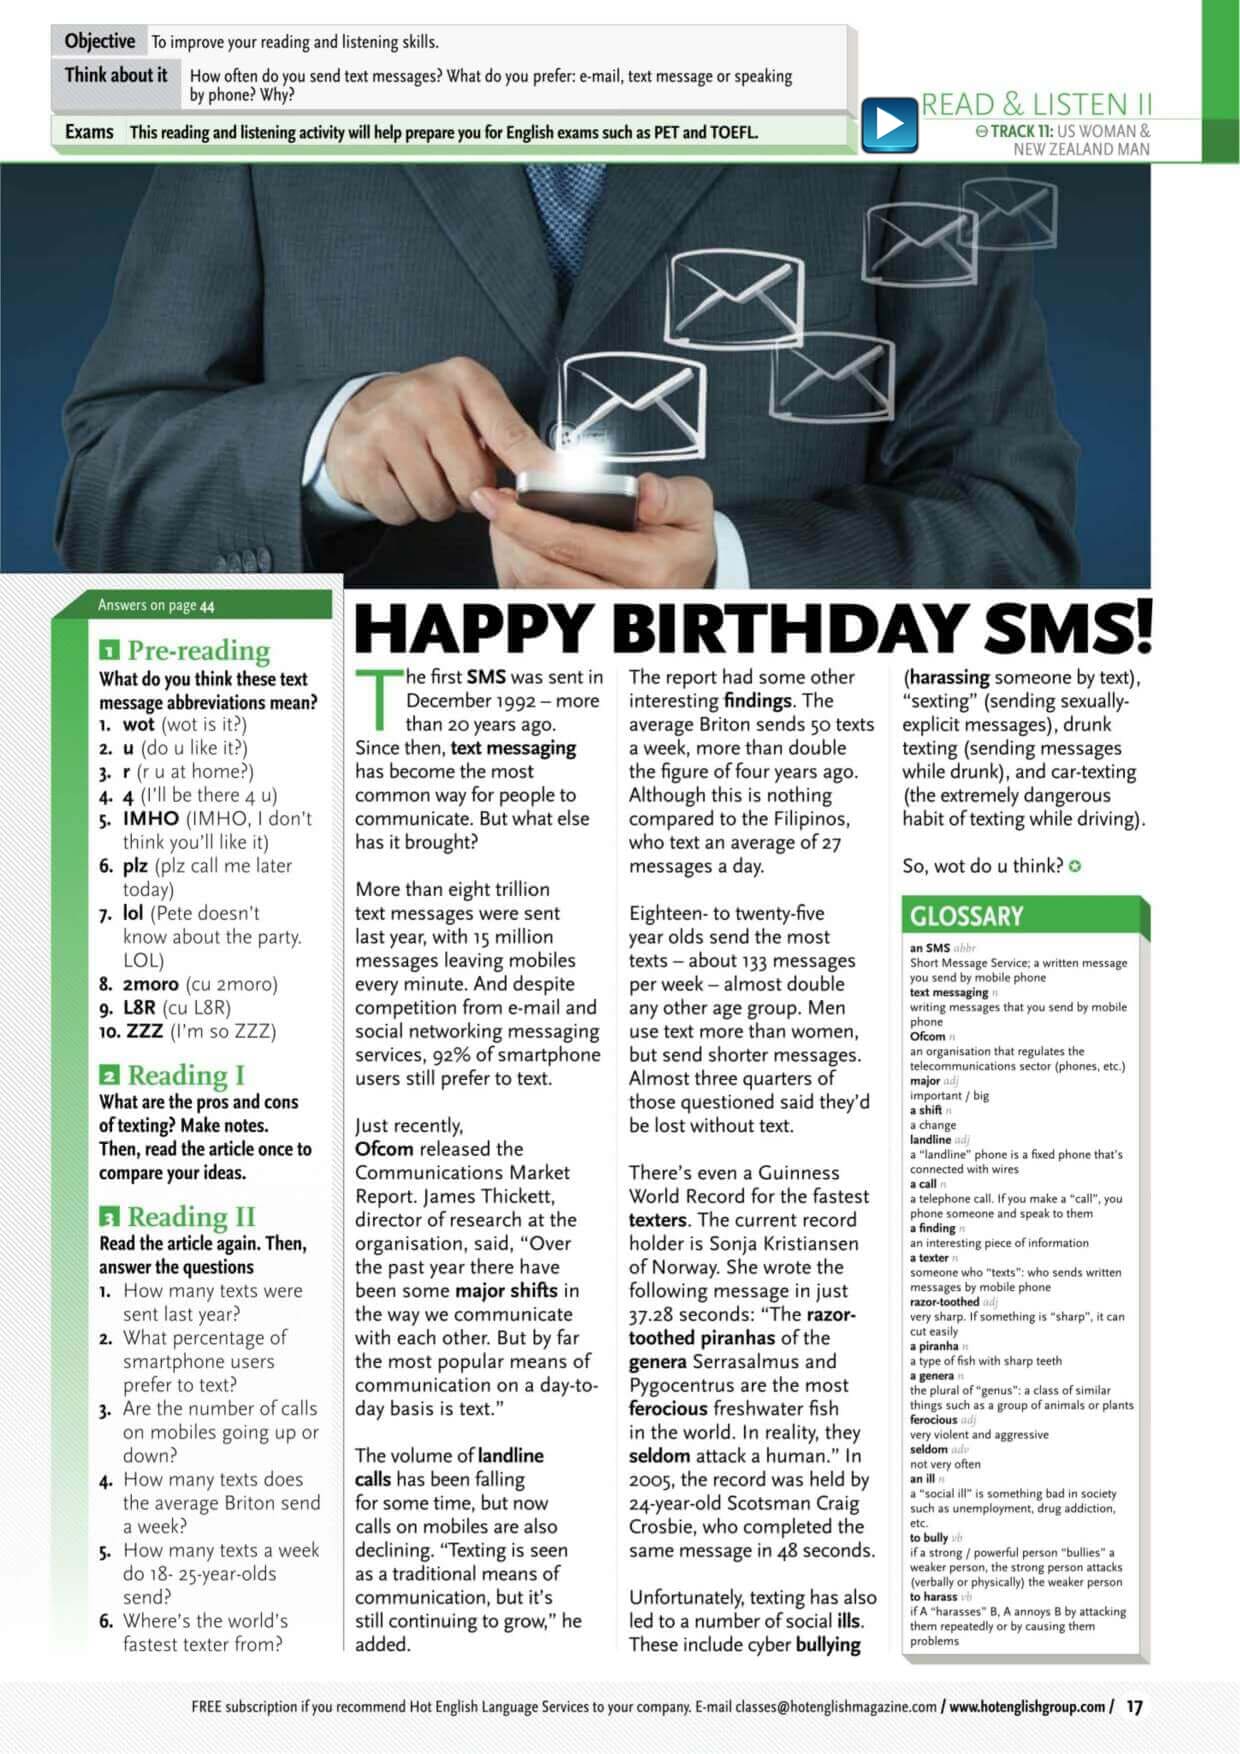 Objective To improve your reading and listening skills.
Think about it How often do you send text messages? What do you prefer: e-mail, text message or speaking
by phone? Why?
Exams This reading and listening activity will help prepare you for English exams such as PET and TOEFL.
READ & LISTEN II
TRACK 11: US WOMAN &
NEW ZEALAND MAN
Answers on page 44
1 Pre-reading
What do you think these text
message abbreviations mean?
1. wot (wot is it?)
2. u (do u like it?)
3. r (r u at home?)
4. 4 (I'll be there 4 u)
5. IMHO (IMHO, I don't
think you'll like it)
6. plz (plz call me later
today)
7. lol (Pete doesn't
know about the party.
LOL)
8. 2moro (cu 2moro)
9. L8R (cu L8R)
10. ZZZ (I'm so ZZZ)
2 Reading I
What are the pros and cons
of texting? Make notes.
Then, read the article once to
compare your ideas.
3 Reading II
Read the article again. Then,
answer the questions
1. How many texts were
sent last year?
2. What percentage of
smartphone users
prefer to text?
3. Are the number of calls
on mobiles going up or
down?
4. How many texts does
the average Briton send
a week?
5. How many texts a week
do 18- 25-year-olds
send?
6. Where's the world's
fastest texter from?
HAPPY BIRTHDAY SMS!
The first SMS was sent in
December 1992 – more
than 20 years ago.
Since then, text messaging
has become the most
common way for people to
communicate. But what else
has it brought?
More than eight trillion
text messages were sent
last year, with 15 million
messages leaving mobiles
every minute. And despite
competition from e-mail and
social networking messaging
services, 92% of smartphone
users still prefer to text.
Just recently,
Ofcom released the
Communications Market
Report. James Thickett,
director of research at the
organisation, said, "Over
the past year there have
been some major shifts in
the way we communicate
with each other. But by far
the most popular means of
communication on a day-to-
day basis is text."
The volume of landline
calls has been falling
for some time, but now
calls on mobiles are also
declining. "Texting is seen
as a traditional means of
communication, but it's
still continuing to grow," he
added.
The report had some other
interesting findings. The
average Briton sends 50 texts
a week, more than double
the figure of four years ago.
Although this is nothing
compared to the Filipinos,
who text an average of 27
messages a day.
Eighteen- to twenty-five
year olds send the most
texts – about 133 messages
per week – almost double
any other age group. Men
use text more than women,
but send shorter messages.
Almost three quarters of
those questioned said they'd
be lost without text.
There's even a Guinness
World Record for the fastest
texters. The current record
holder is Sonja Kristiansen
of Norway. She wrote the
following message in just
37.28 seconds: "The razor-
toothed piranhas of the
genera Serrasalmus and
Pygocentrus are the most
ferocious freshwater fish
in the world. In reality, they
seldom attack a human." In
2005, the record was held by
24-year-old Scotsman Craig
Crosbie, who completed the
same message in 48 seconds.
Unfortunately, texting has also
led to a number of social ills.
These include cyber bullying
(harassing someone by text),
"sexting" (sending sexually-
explicit messages), drunk
texting (sending messages
while drunk), and car-texting
(the extremely dangerous
habit of texting while driving).
So, wot do u think?
GLOSSARY
an SMS abbr
Short Message Service; a written message
you send by mobile phone
text messaging n
writing messages that you send by mobile
phone
Ofcom n
an organisation that regulates the
telecommunications sector (phones, etc.)
major adj
important / big
a shift n
a change
landline adj
a "landline" phone is a fixed phone that's
connected with wires
a call n
a telephone call. If you make a "call", you
phone someone and speak to them
a finding n
an interesting piece of information
a texter n
someone who "texts": who sends written
messages by mobile phone
razor-toothed adj
very sharp. If something is "sharp", it can
cut easily
a piranha n
a type of fish with sharp teeth
a genera n
the plural of "genus": a class of similar
things such as a group of animals or plants
ferocious adj
very violent and aggressive
seldom adv
not very often
an ill n
a "social ill" is something bad in society
such as unemployment, drug addiction,
etc.
to bully vb
if a strong / powerful person "bullies" a
weaker person, the strong person attacks
(verbally or physically) the weaker person
to harass vb
if A "harasses" B, A annoys B by attacking
them repeatedly or by causing them
problems
FREE subscription if you recommend Hot English Language Services to your company. E-mail classes@hotenglishmagazine.com / www.hotenglishgroup.com / 17